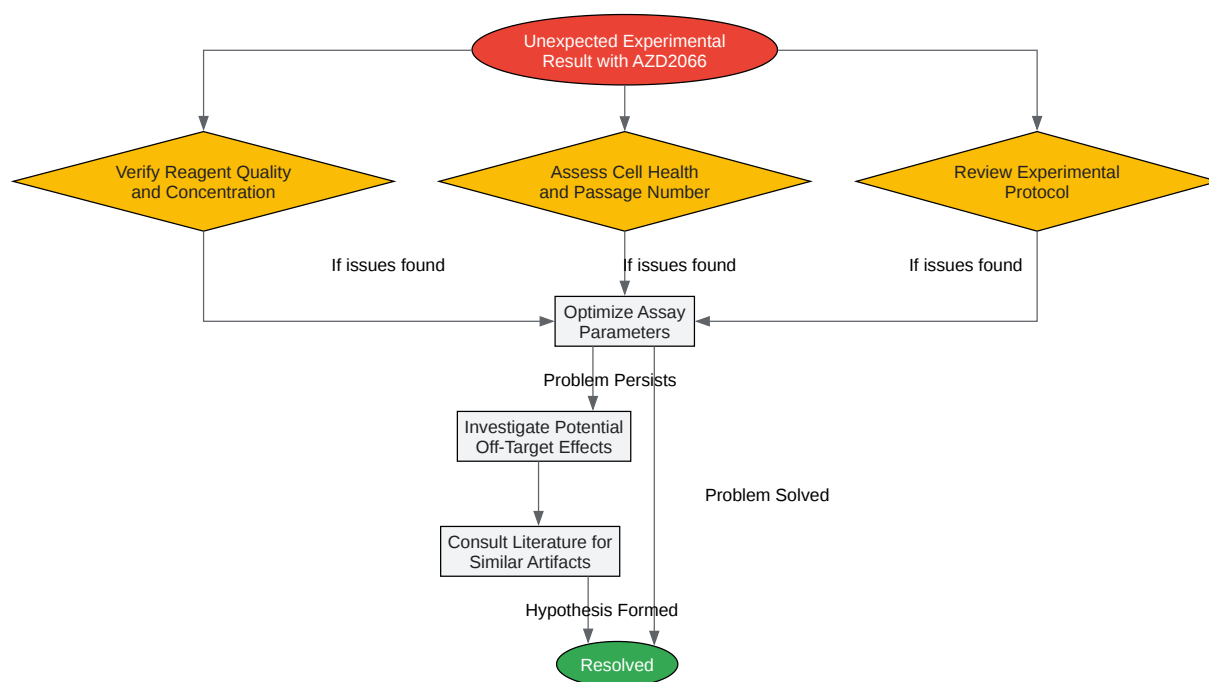 Unexpected Experimental
Result with AZD2066
Verify Reagent Quality
and Concentration
Assess Cell Health
and Passage Number
Review Experimental
Protocol
If issues found
If issues found
If issues found
Optimize Assay
Parameters
Problem Persists
Investigate Potential
Off-Target Effects
Problem Solved
Consult Literature for
Similar Artifacts
Hypothesis Formed
Resolved